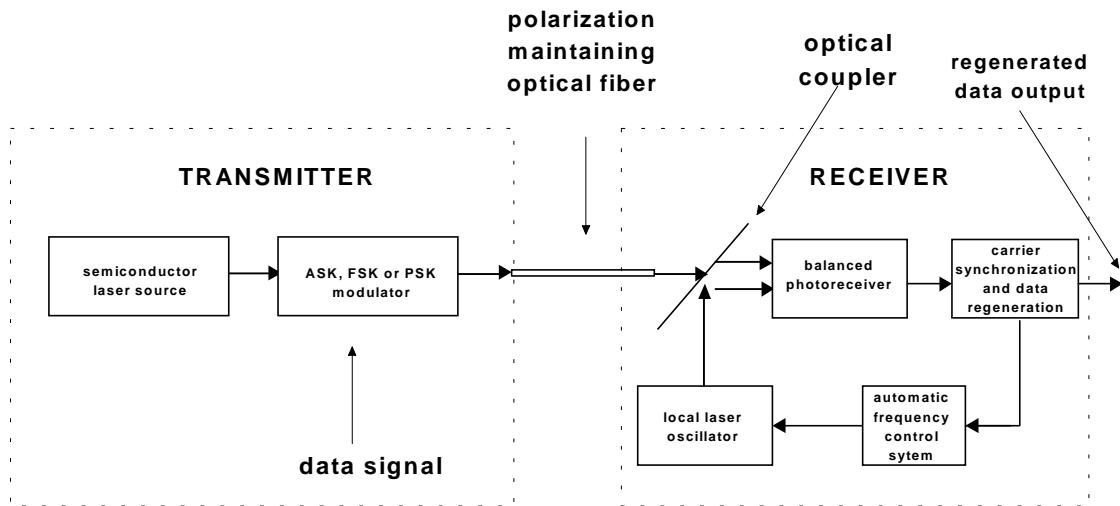 polarization
maintaining
optical fiber
optical
coupler
regenerated
data output
TRANSMITTER
RECEIVER
semiconductor
laser source
ASK, FSK or PSK
modulator
balanced
photoreceiver
carrier
synchronization
and data
regeneration
local laser
oscillator
automatic
frequency
control
sytem
data signal